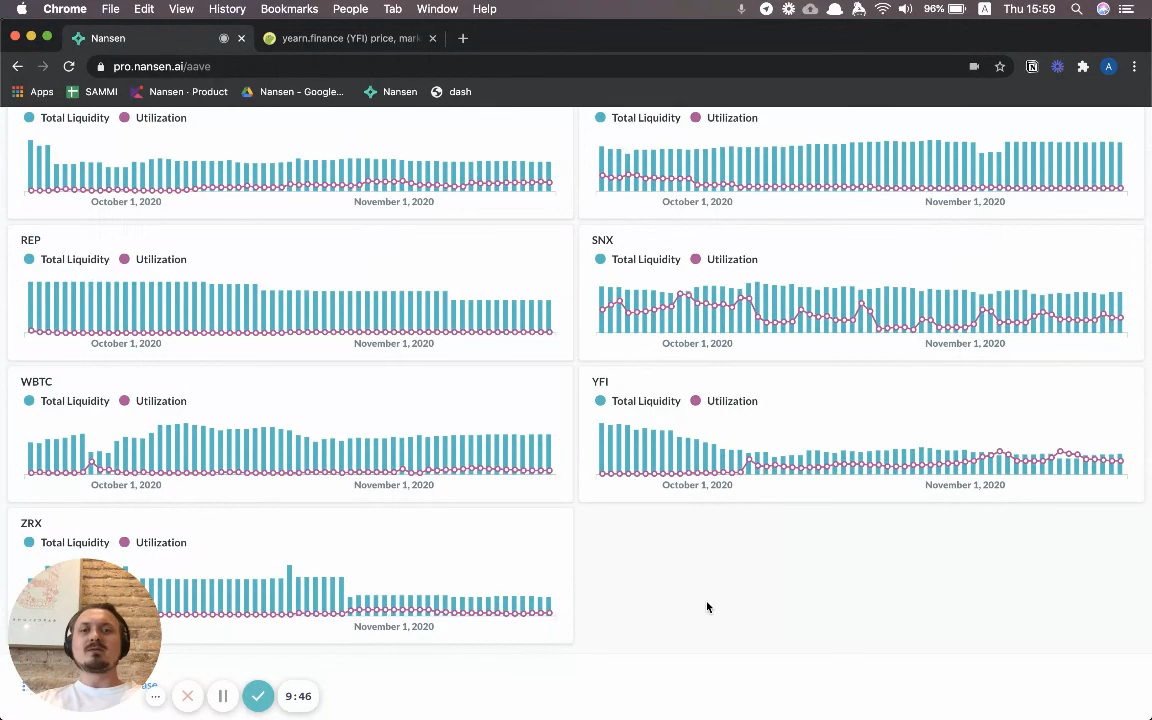 Chrome File Edit View History Bookmarks People Tab Window Help 96% A Thu 15:59
Nansen yearn.finance (YFI) price, mar
pro.nansen.ai/aave A
Apps SAMMI Nansen · Product Nansen – Google... Nansen dash
Total Liquidity Utilization
October 1, 2020 November 1, 2020
Total Liquidity Utilization
October 1, 2020 November 1, 2020
REP
Total Liquidity Utilization
October 1, 2020 November 1, 2020
SNX
Total Liquidity Utilization
October 1, 2020 November 1, 2020
WBTC
Total Liquidity Utilization
October 1, 2020 November 1, 2020
YFI
Total Liquidity Utilization
October 1, 2020 November 1, 2020
ZRX
Total Liquidity Utilization
November 1, 2020
9:46